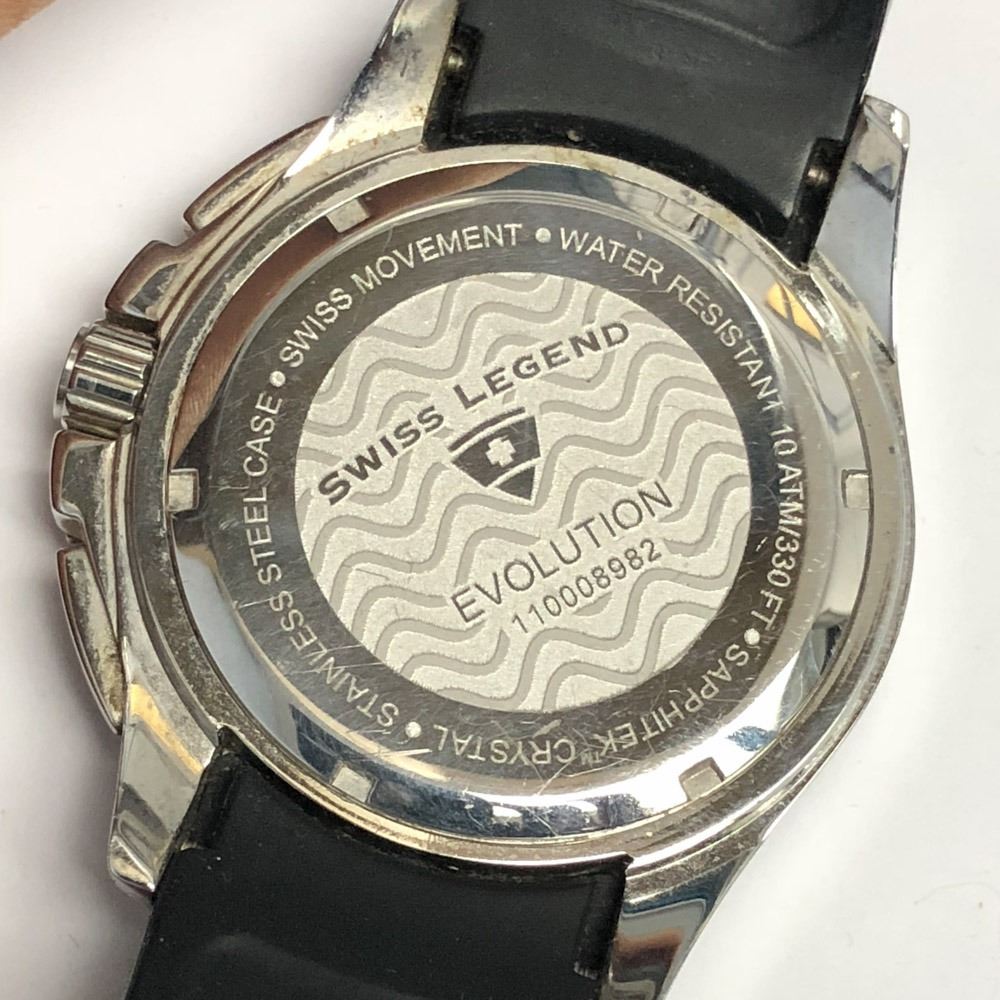 SWISS LEGEND
EVOLUTION
110008982
STAINLESS STEEL CASE • SWISS MOVEMENT • WATER RESISTANT 10 ATM/330 FT • SAPPHITEK™ CRYSTAL •